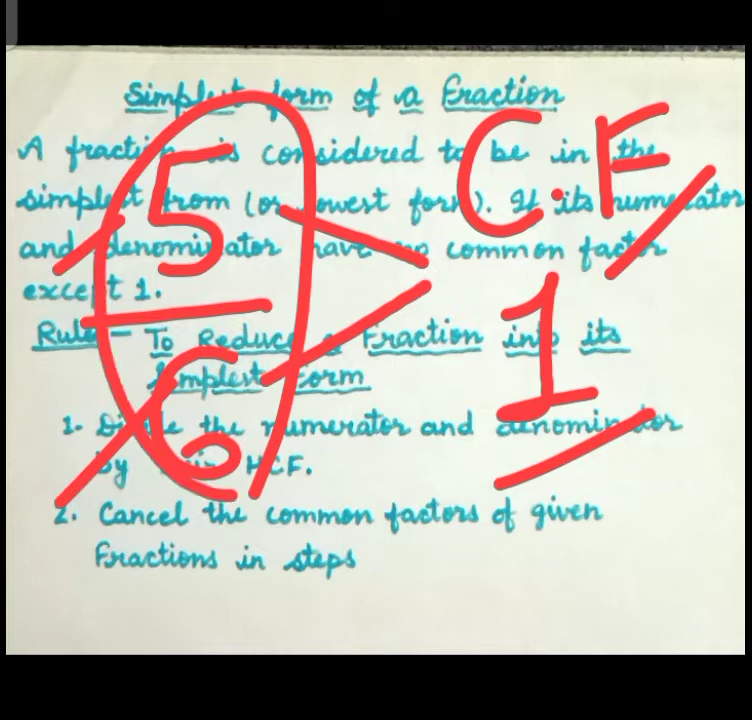 Simplest form of a Fraction
A fraction is considered to be in the
simplest from (or lowest form). If its numerator
and denominator have no common factor
except 1.
Rule - To Reduce a Fraction into its
Simplest Form
1. Divide the numerator and denominator
by their HCF.
2. Cancel the common factors of given
Fractions in steps
5
6
C.F
1